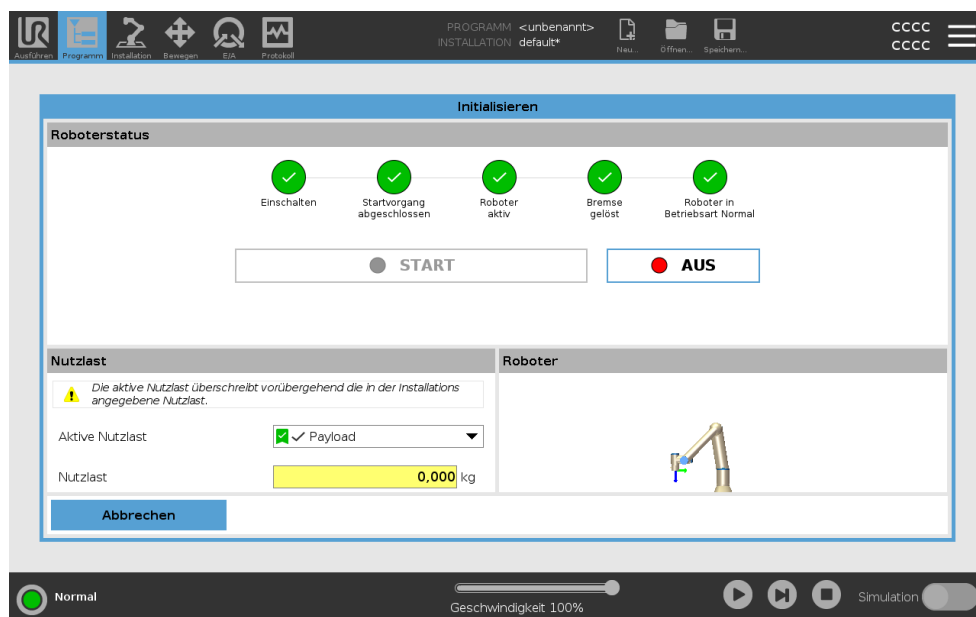 UR
Ausführen
Programm
Installation
Bewegen
E/A
Protokoll
PROGRAMM <unbenannt>
INSTALLATION default*
Neu...
Öffnen...
Speichern...
CCCC
CCCC
Initialisieren
Roboterstatus
Einschalten
Startvorgang
abgeschlossen
Roboter
aktiv
Bremse
gelöst
Roboter in
Betriebsart Normal
START
AUS
Nutzlast
Die aktive Nutzlast überschreibt vorübergehend die in der Installations
angegebene Nutzlast.
Aktive Nutzlast
Payload
Nutzlast
0,000 kg
Roboter
Abbrechen
Normal
Geschwindigkeit 100%
Simulation